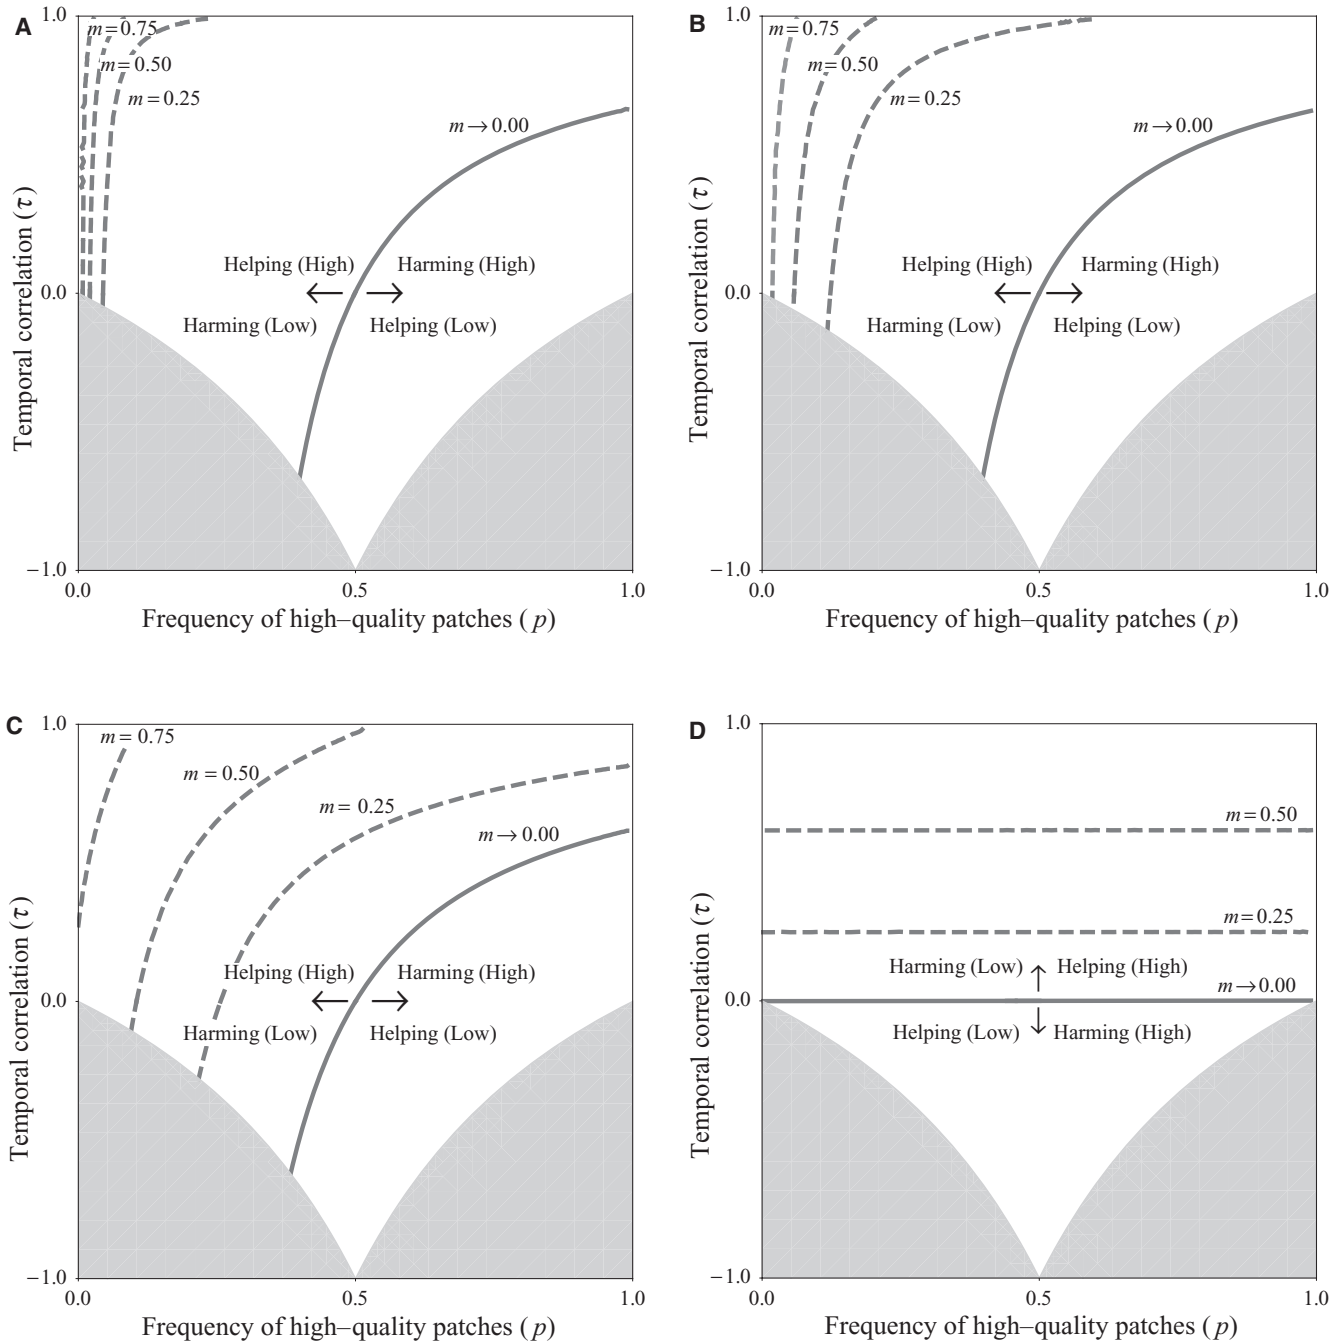 A
1.0
m=0.75
m=0.50
m=0.25
m→0.00
Temporal correlation (τ)
Helping (High)
Harming (High)
0.0
Harming (Low)
Helping (Low)
−1.0
0.0
0.5
1.0
Frequency of high–quality patches (p)
B
1.0
m=0.75
m=0.50
m=0.25
m→0.00
Temporal correlation (τ)
Helping (High)
Harming (High)
0.0
Harming (Low)
Helping (Low)
−1.0
0.0
0.5
1.0
Frequency of high–quality patches (p)
C
1.0
m=0.75
m=0.50
m= 0.25
m→0.00
Temporal correlation (τ)
Helping (High)
Harming (High)
0.0
Harming (Low)
Helping (Low)
−1.0
0.0
0.5
1.0
Frequency of high–quality patches (p)
D
1.0
m=0.50
m=0.25
Temporal correlation (τ)
Harming (Low)
Helping (High)
m→0.00
0.0
Helping (Low)
Harming (High)
−1.0
0.0
0.5
1.0
Frequency of high–quality patches (p)